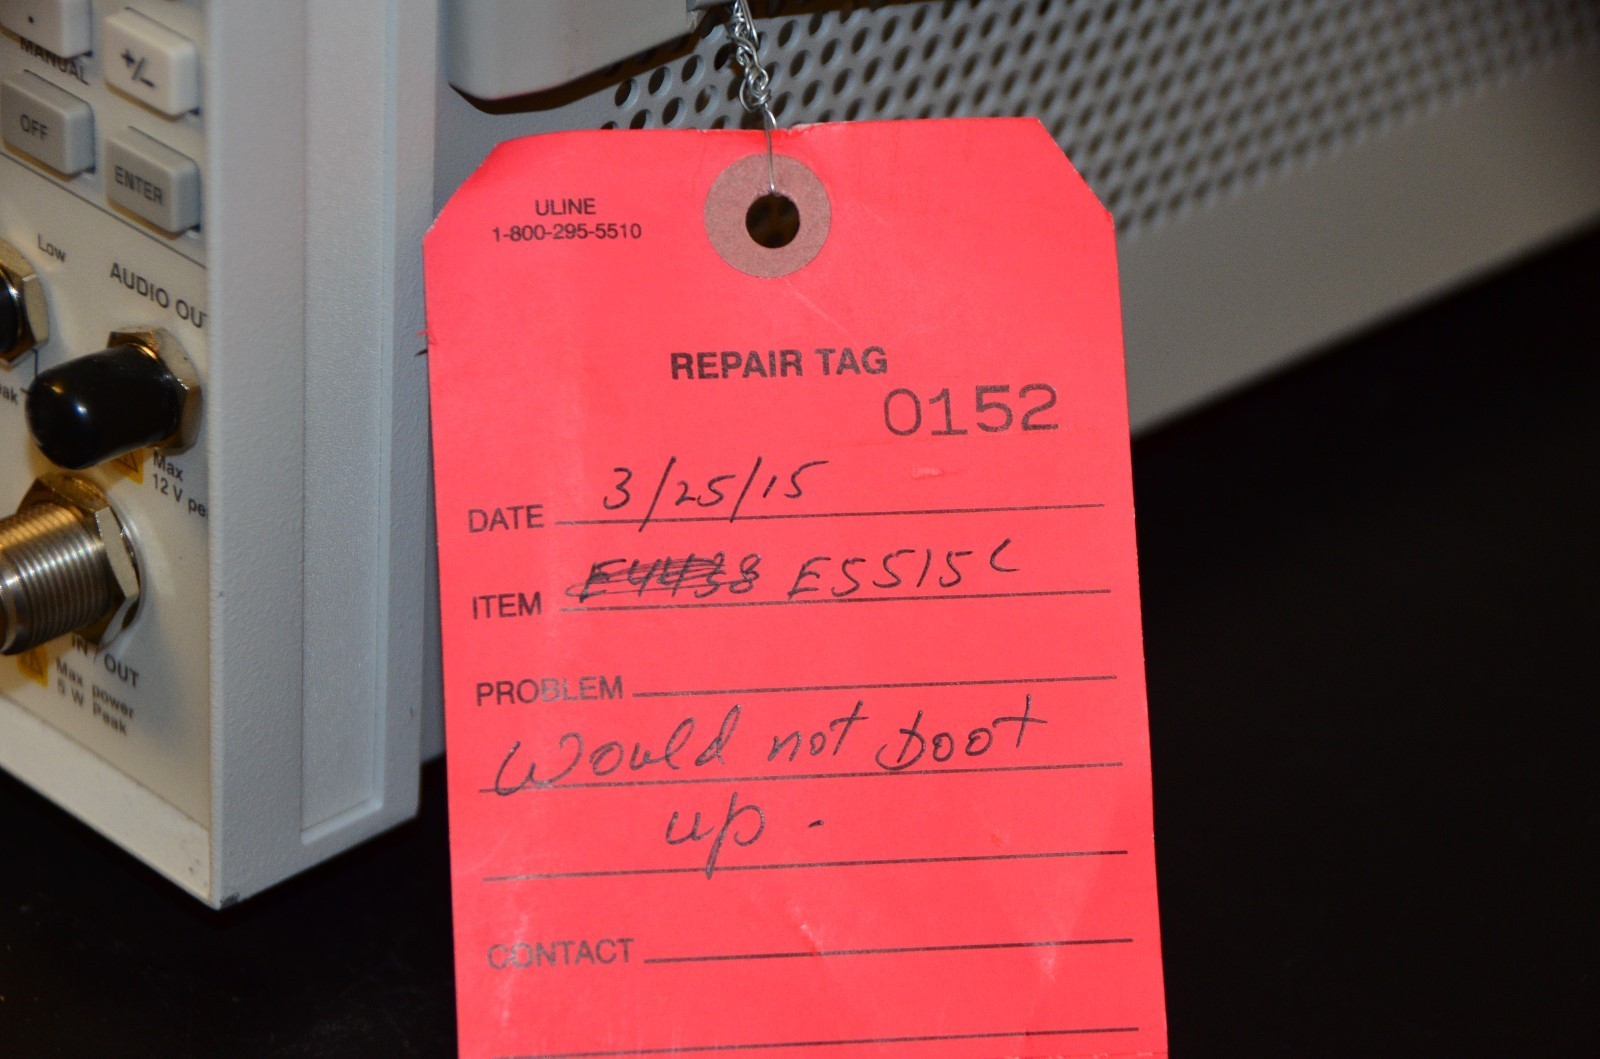 MANUAL
+/-
OFF
ENTER
Low
AUDIO OUT
Max
12 V pe
IN / OUT
Max power
5 W Peak
ULINE
1-800-295-5510
REPAIR TAG
0152
DATE 3/25/15
ITEM E5515C
PROBLEM
Would not boot
up.
CONTACT